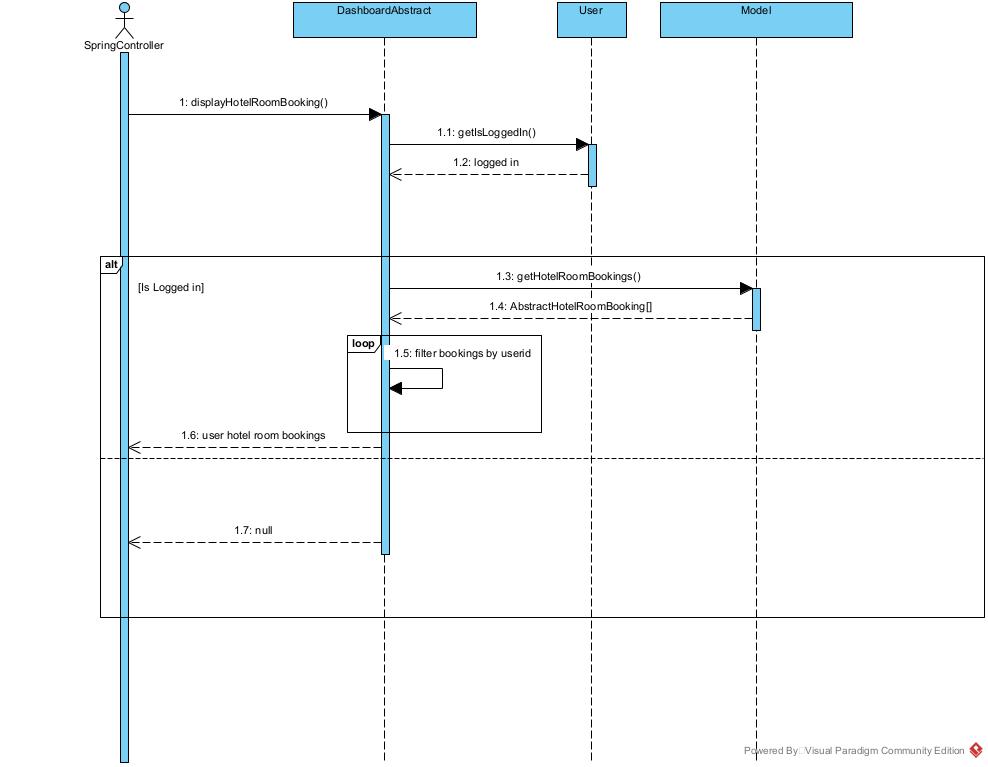 DashboardAbstract
User
Model
SpringController
1: displayHotelRoomBooking()
1.1: getIsLoggedIn()
1.2: logged in
alt
[Is Logged in]
1.3: getHotelRoomBookings()
1.4: AbstractHotelRoomBooking[]
loop
1.5: filter bookings by userid
1.6: user hotel room bookings
1.7: null
Powered By Visual Paradigm Community Edition